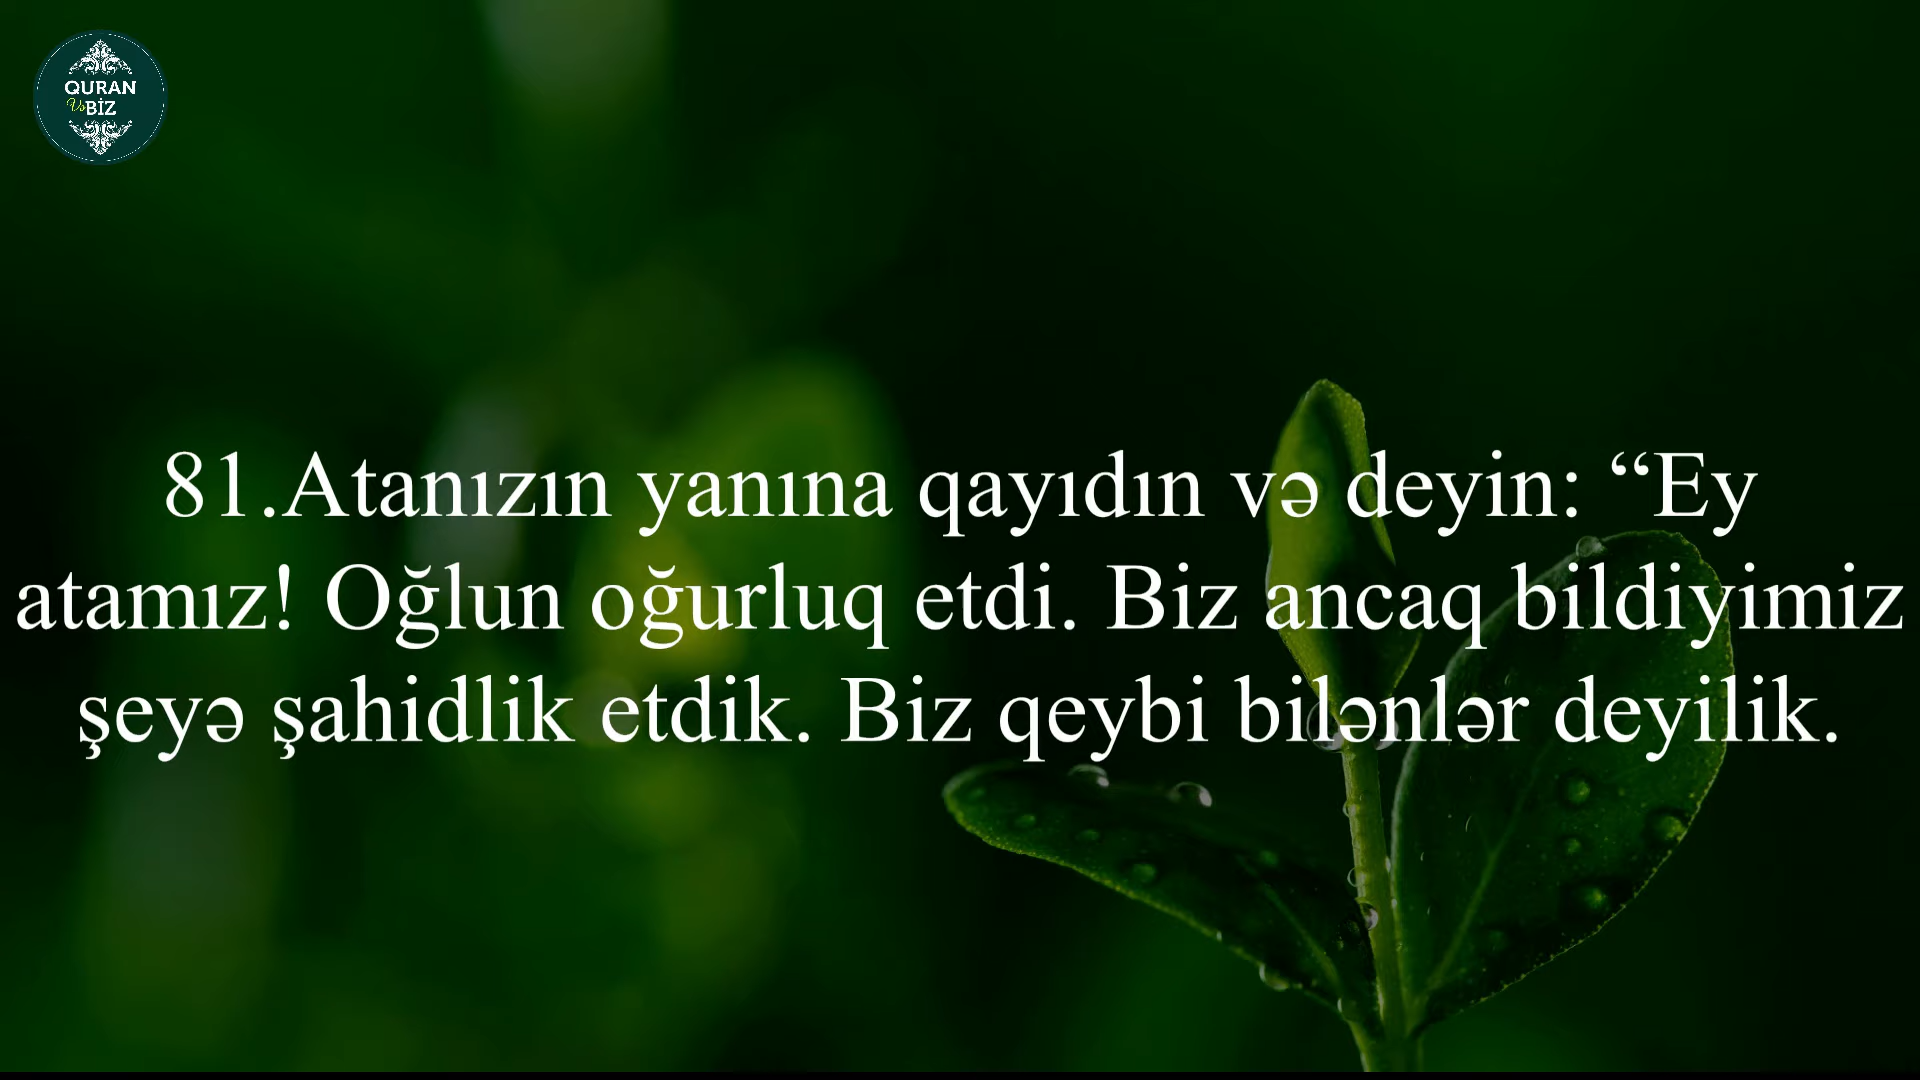 QURAN
Və BİZ
81.Atanızın yanına qayıdın və deyin: “Ey
atamız! Oğlun oğurluq etdi. Biz ancaq bildiyimiz
şeyə şahidlik etdik. Biz qeybi bilənlər deyilik.